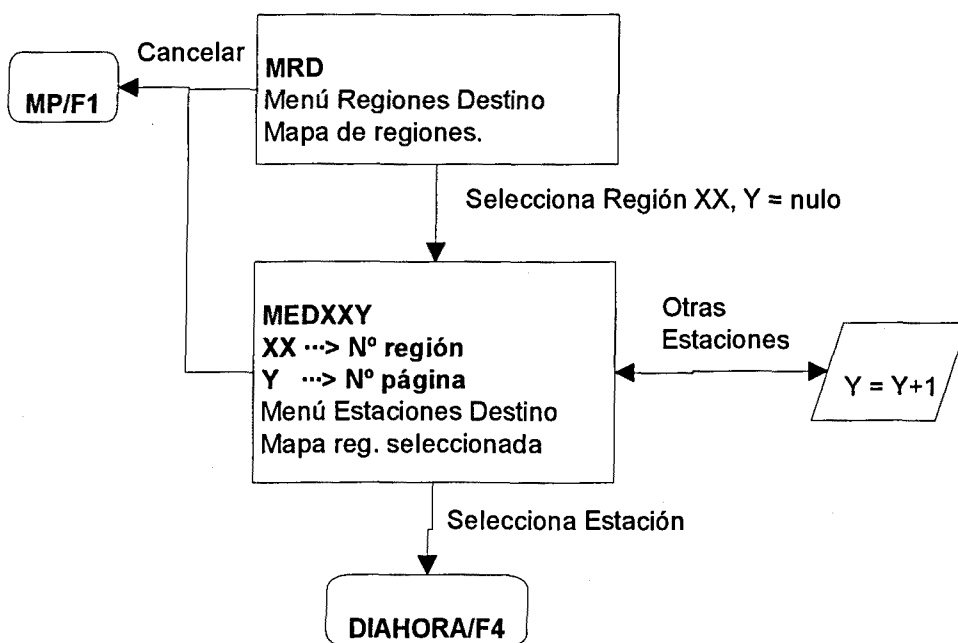 Cancelar
MP/F1
MRD
Menú Regiones Destino
Mapa de regiones.
Selecciona Región XX, Y = nulo
MEDXXY
XX ···> Nº región
Y ···> Nº página
Menú Estaciones Destino
Mapa reg. seleccionada
Otras
Estaciones
Y = Y+1
Selecciona Estación
DIAHORA/F4